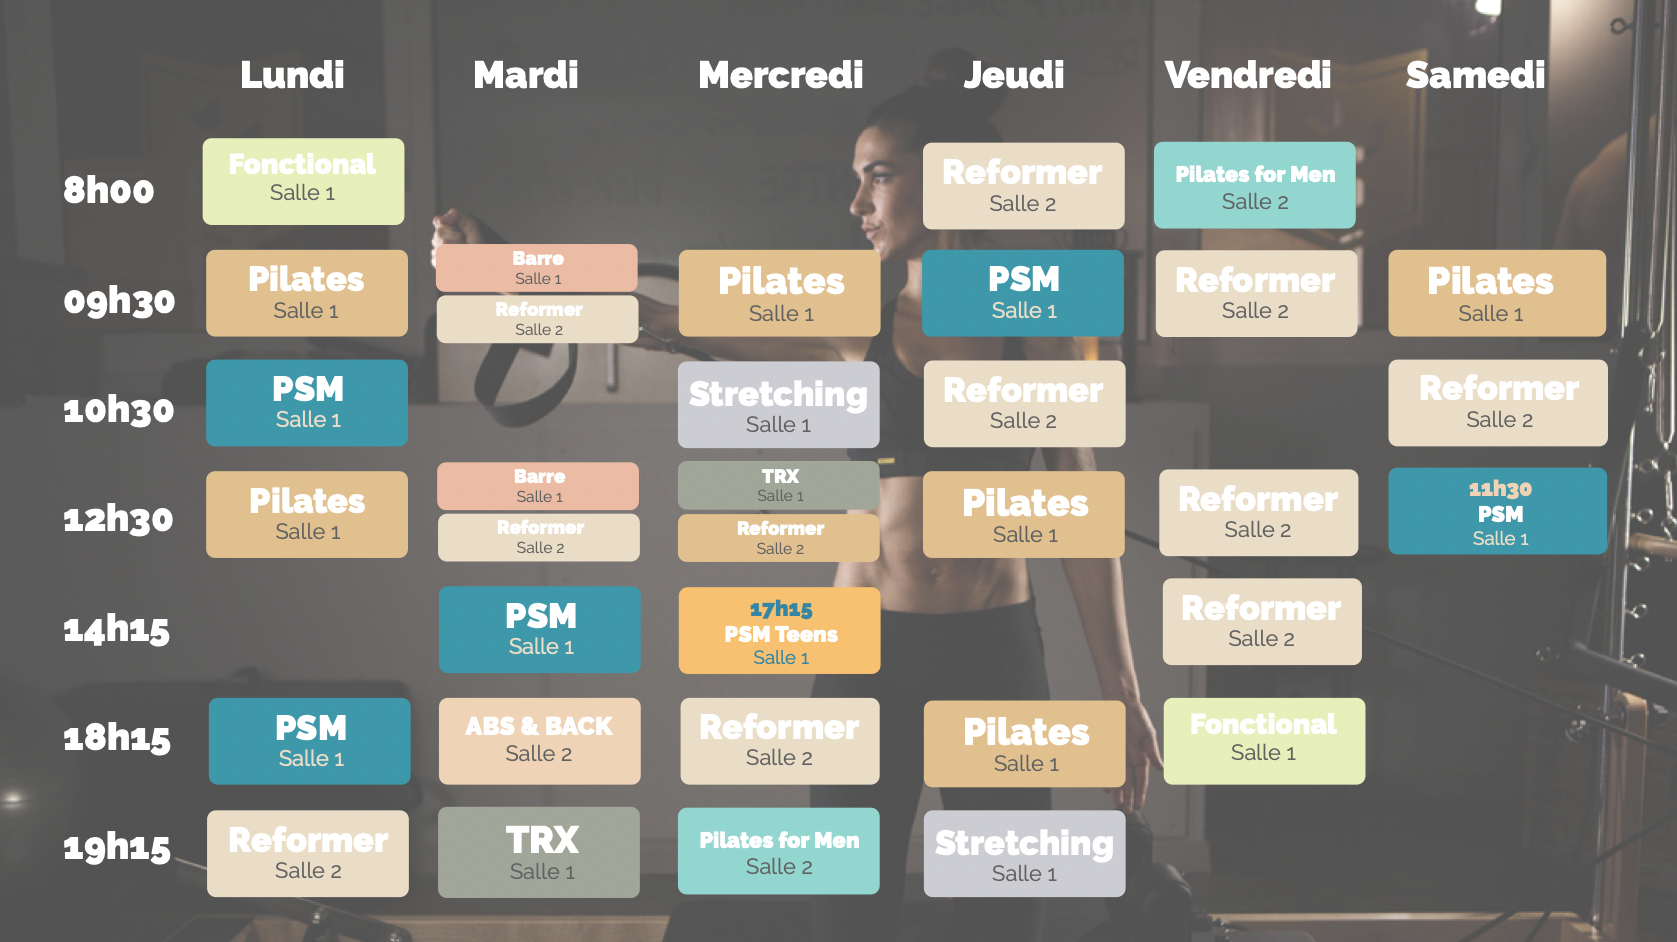 Lundi Mardi Mercredi Jeudi Vendredi Samedi
8h00
Fonctional
Salle 1
Reformer
Salle 2
Pilates for Men
Salle 2
09h30
Pilates
Salle 1
Barre
Salle 1
Reformer
Salle 2
Pilates
Salle 1
PSM
Salle 1
Reformer
Salle 2
Pilates
Salle 1
10h30
PSM
Salle 1
Stretching
Salle 1
Reformer
Salle 2
Reformer
Salle 2
12h30
Pilates
Salle 1
Barre
Salle 1
Reformer
Salle 2
TRX
Salle 1
Reformer
Salle 2
Pilates
Salle 1
Reformer
Salle 2
11h30
PSM
Salle 1
14h15
PSM
Salle 1
17h15
PSM Teens
Salle 1
Reformer
Salle 2
18h15
PSM
Salle 1
ABS & BACK
Salle 2
Reformer
Salle 2
Pilates
Salle 1
Fonctional
Salle 1
19h15
Reformer
Salle 2
TRX
Salle 1
Pilates for Men
Salle 2
Stretching
Salle 1